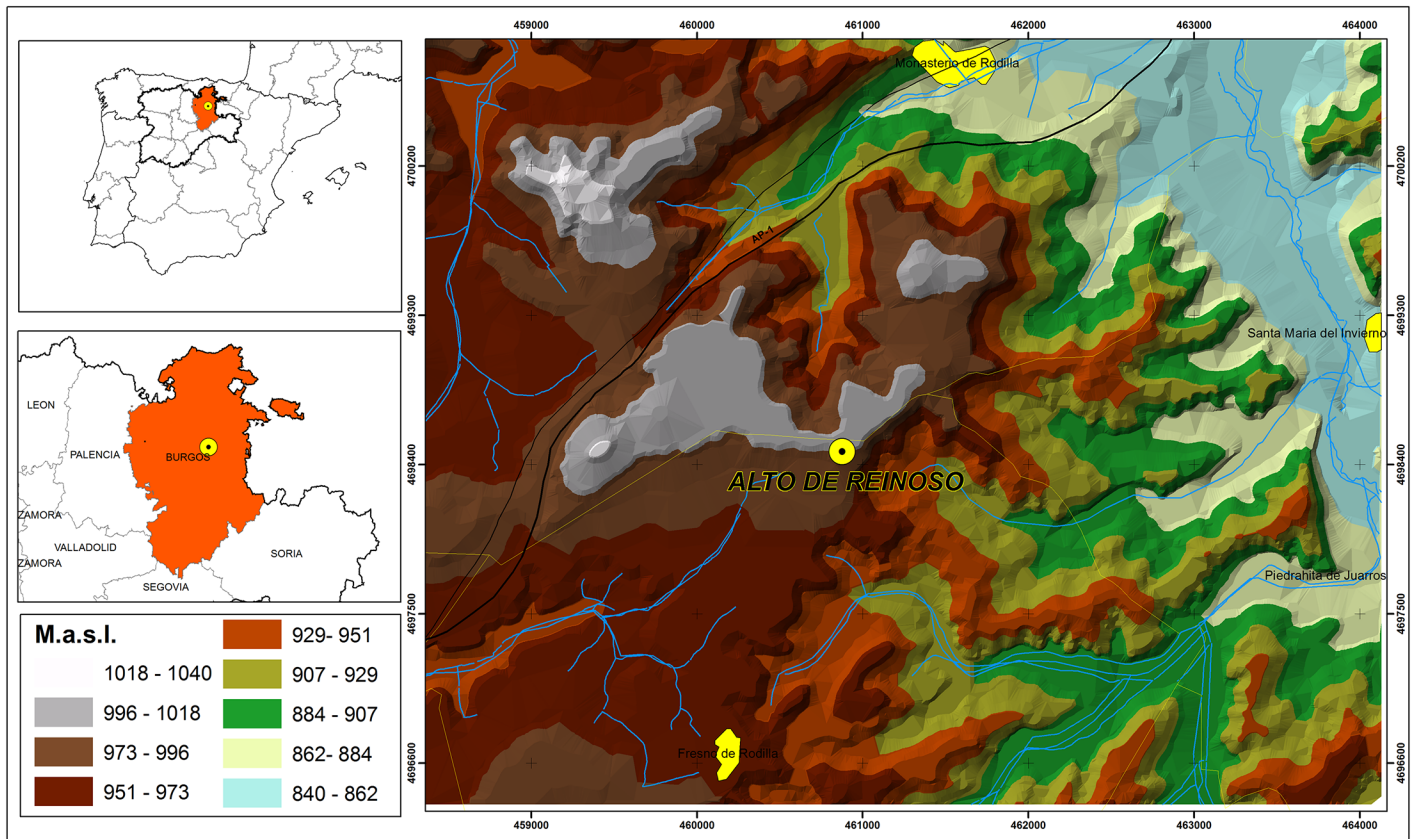 459000
460000
461000
462000
463000
464000
Monasterio de Rodilla
4700200
4700200
AP-1
4699300
4699300
Santa Maria del Invierno
LEON
PALENCIA
BURGOS
ZAMORA
VALLADOLID
ZAMORA
SORIA
SEGOVIA
4698400
4698400
ALTO DE REINOSO
Piedrahita de Juarros
4697500
4697500
M.a.s.l.
1018 - 1040
996 - 1018
973 - 996
951 - 973
929- 951
907 - 929
884 - 907
862- 884
840 - 862
Fresno de Rodilla
4696600
4696600
459000
460000
461000
462000
463000
464000